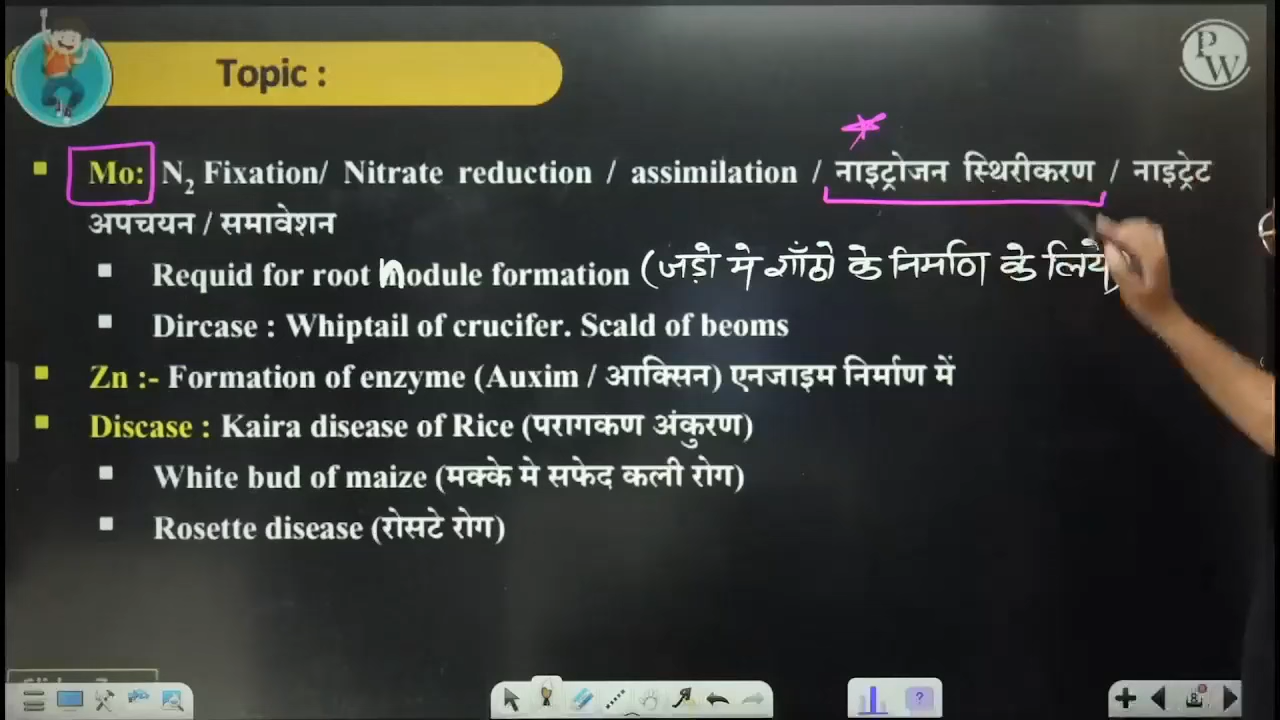 Topic :
PW
Mo: N2 Fixation/ Nitrate reduction / assimilation / नाइट्रोजन स्थिरीकरण / नाइट्रेट
अपचयन / समावेशन
Requid for root nodule formation (जड़ो मे गाँठो के निर्माण के लिये)
Dircase : Whiptail of crucifer. Scald of beoms
Zn :- Formation of enzyme (Auxim / आक्सिन) एनजाइम निर्माण में
Discase : Kaira disease of Rice (परागकण अंकुरण)
White bud of maize (मक्के मे सफेद कली रोग)
Rosette disease (रोसटे रोग)